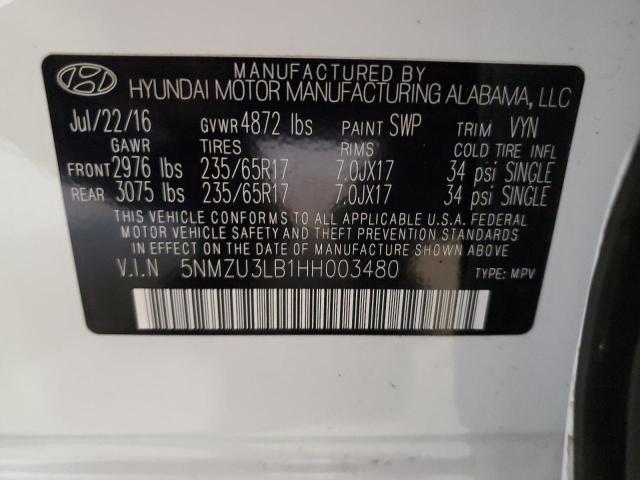 MANUFACTURED BY
HYUNDAI MOTOR MANUFACTURING ALABAMA, LLC
Jul/22/16 GVWR 4872 lbs PAINT SWP TRIM VYN
GAWR TIRES RIMS COLD TIRE INFL
FRONT 2976 lbs 235/65R17 7.0JX17 34 psi SINGLE
REAR 3075 lbs 235/65R17 7.0JX17 34 psi SINGLE
THIS VEHICLE CONFORMS TO ALL APPLICABLE U.S.A. FEDERAL
MOTOR VEHICLE SAFETY AND THEFT PREVENTION STANDARDS
IN EFFECT ON THE DATE OF MANUFACTURE SHOWN ABOVE
V.I.N 5NMZU3LB1HH003480 TYPE: MPV